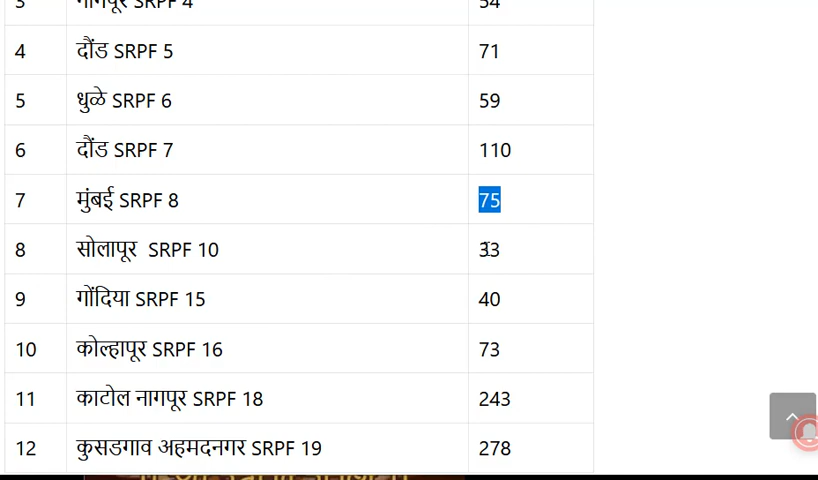 3 नागपूर SRPF 4 54
4 दौंड SRPF 5 71
5 धुळे SRPF 6 59
6 दौंड SRPF 7 110
7 मुंबई SRPF 8 75
8 सोलापूर SRPF 10 33
9 गोंदिया SRPF 15 40
10 कोल्हापूर SRPF 16 73
11 काटोल नागपूर SRPF 18 243
12 कुसडगाव अहमदनगर SRPF 19 278